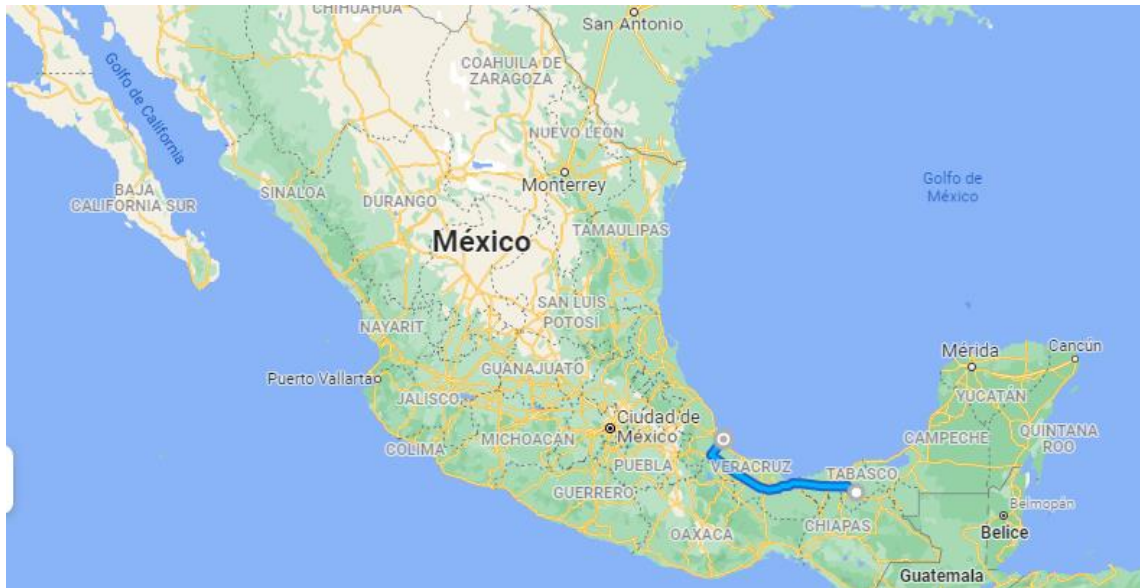 CHIHUAHUA
San Antonio
COAHUILA DE
ZARAGOZA
Golfo de California
NUEVO LEÓN
Monterrey
Golfo de
México
BAJA
CALIFORNIA SUR
SINALOA
DURANGO
TAMAULIPAS
México
SAN LUIS
POTOSÍ
NAYARIT
Mérida
Cancún
GUANAJUATO
Puerto Vallarta
YUCATÁN
JALISCO
Ciudad de
México
QUINTANA
ROO
CAMPECHE
COLIMA
MICHOACÁN
PUEBLA
VERACRUZ
TABASCO
GUERRERO
Belmopán
OAXACA
CHIAPAS
Belice
Guatemala